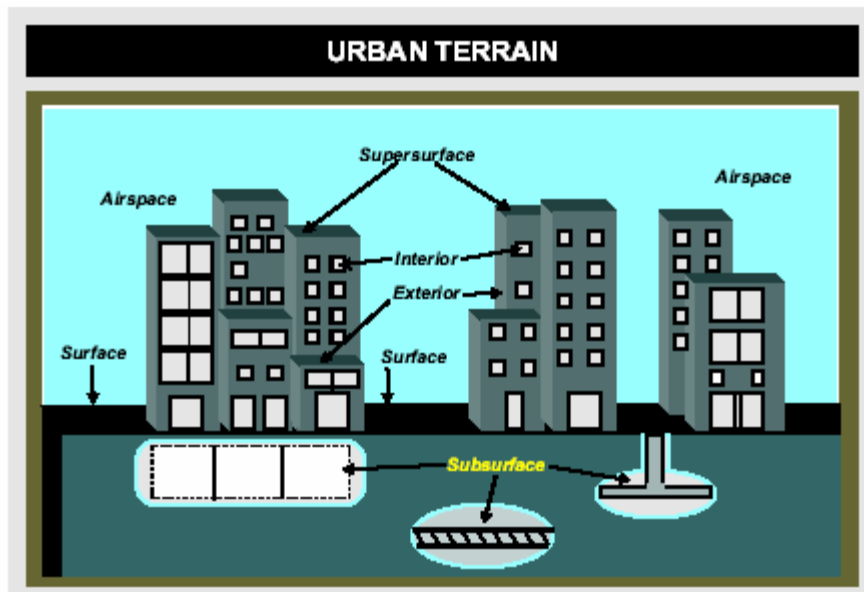 URBAN TERRAIN
Supersurface
Airspace
Airspace
Interior
Exterior
Surface
Surface
Subsurface